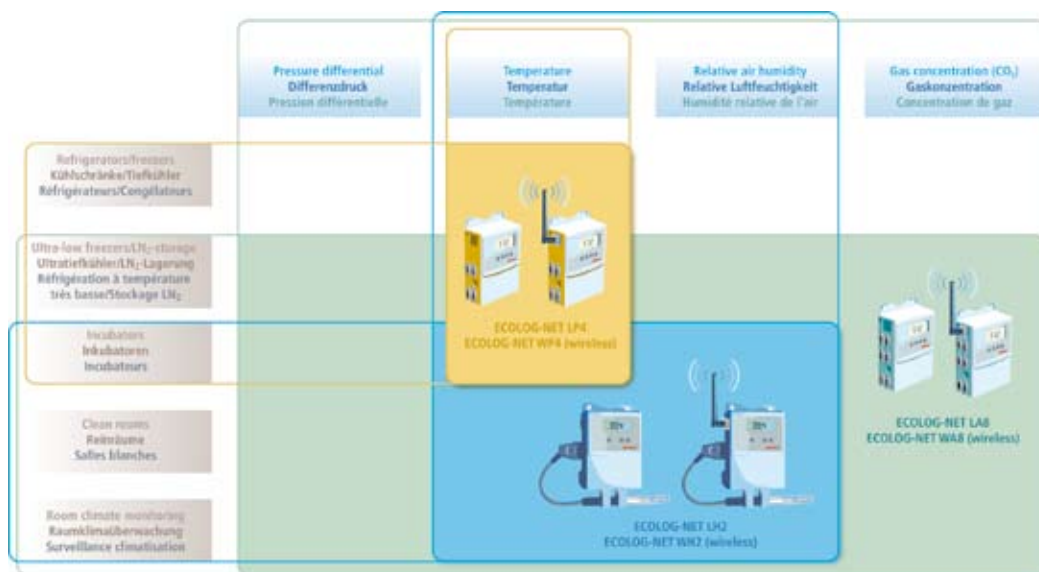 Pressure differential
Differenzdruck
Pression différentielle
Temperature
Temperatur
Température
Relative air humidity
Relative Luftfeuchtigkeit
Humidité relative de l'air
Gas concentration (CO₂)
Gaskonzentration
Concentration de gaz
Refrigerators/freezers
Kühlschränke/Tiefkühler
Réfrigérateurs/Congélateurs
Ultra-low freezers/LN₂-storage
Ultratiefkühler/LN₂-Lagerung
Réfrigération à température
très basse/Stockage LN₂
Incubators
Inkubatoren
Incubateurs
Clean rooms
Reinräume
Salles blanches
Room climate monitoring
Raumklimaüberwachung
Surveillance climatisation
ECOLOG-NET LP4
ECOLOG-NET WP4 (wireless)
ECOLOG-NET LH2
ECOLOG-NET WH2 (wireless)
ECOLOG-NET LA8
ECOLOG-NET WA8 (wireless)